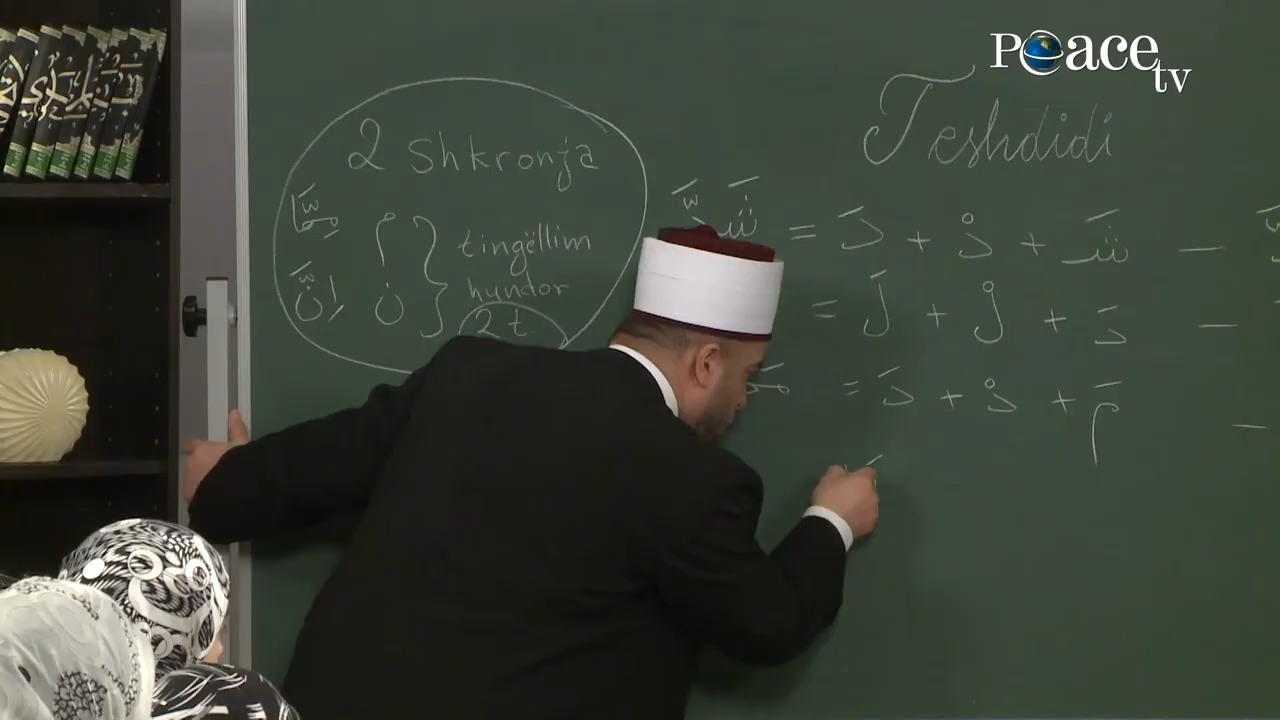 Peace tv
Teshdidi
2 shkronja
إِمَّا م } tingëllim
إِنَّ ن } hundor
2 t.
شَدَّ = دَ + دْ + شَـ –
= لَ + لْ + دَ –
= دَ + دْ + مَ –